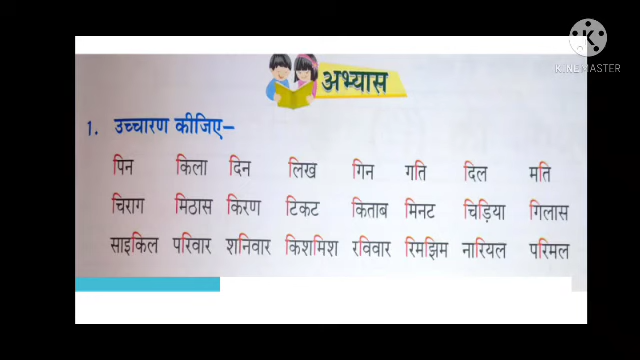 KINEMASTER
अभ्यास
1. उच्चारण कीजिए–
पिन किला दिन लिख गिन गति दिल मति
चिराग मिठास किरण टिकट किताब मिनट चिड़िया गिलास
साइकिल परिवार शनिवार किशमिश रविवार रिमझिम नारियल परिमल